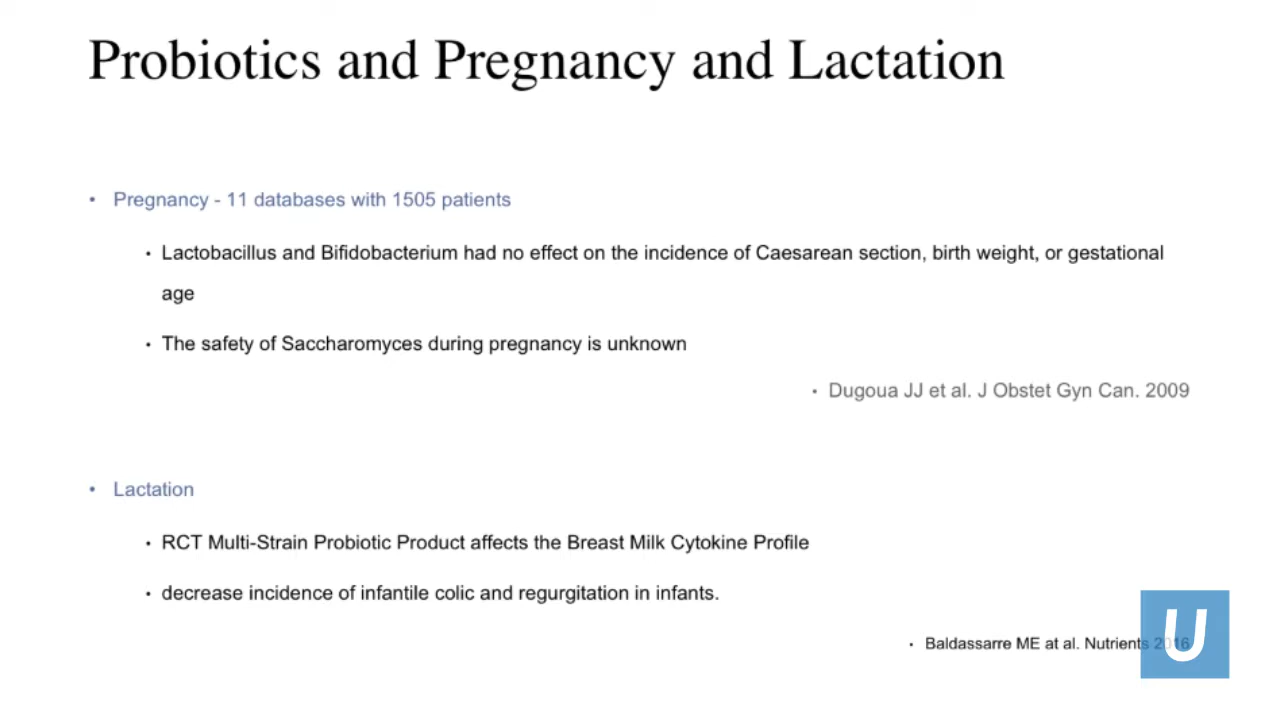 Probiotics and Pregnancy and Lactation
• Pregnancy - 11 databases with 1505 patients
• Lactobacillus and Bifidobacterium had no effect on the incidence of Caesarean section, birth weight, or gestational
age
• The safety of Saccharomyces during pregnancy is unknown
• Dugoua JJ et al. J Obstet Gyn Can. 2009
• Lactation
• RCT Multi-Strain Probiotic Product affects the Breast Milk Cytokine Profile
• decrease incidence of infantile colic and regurgitation in infants.
• Baldassarre ME at al. Nutrients 2016
U